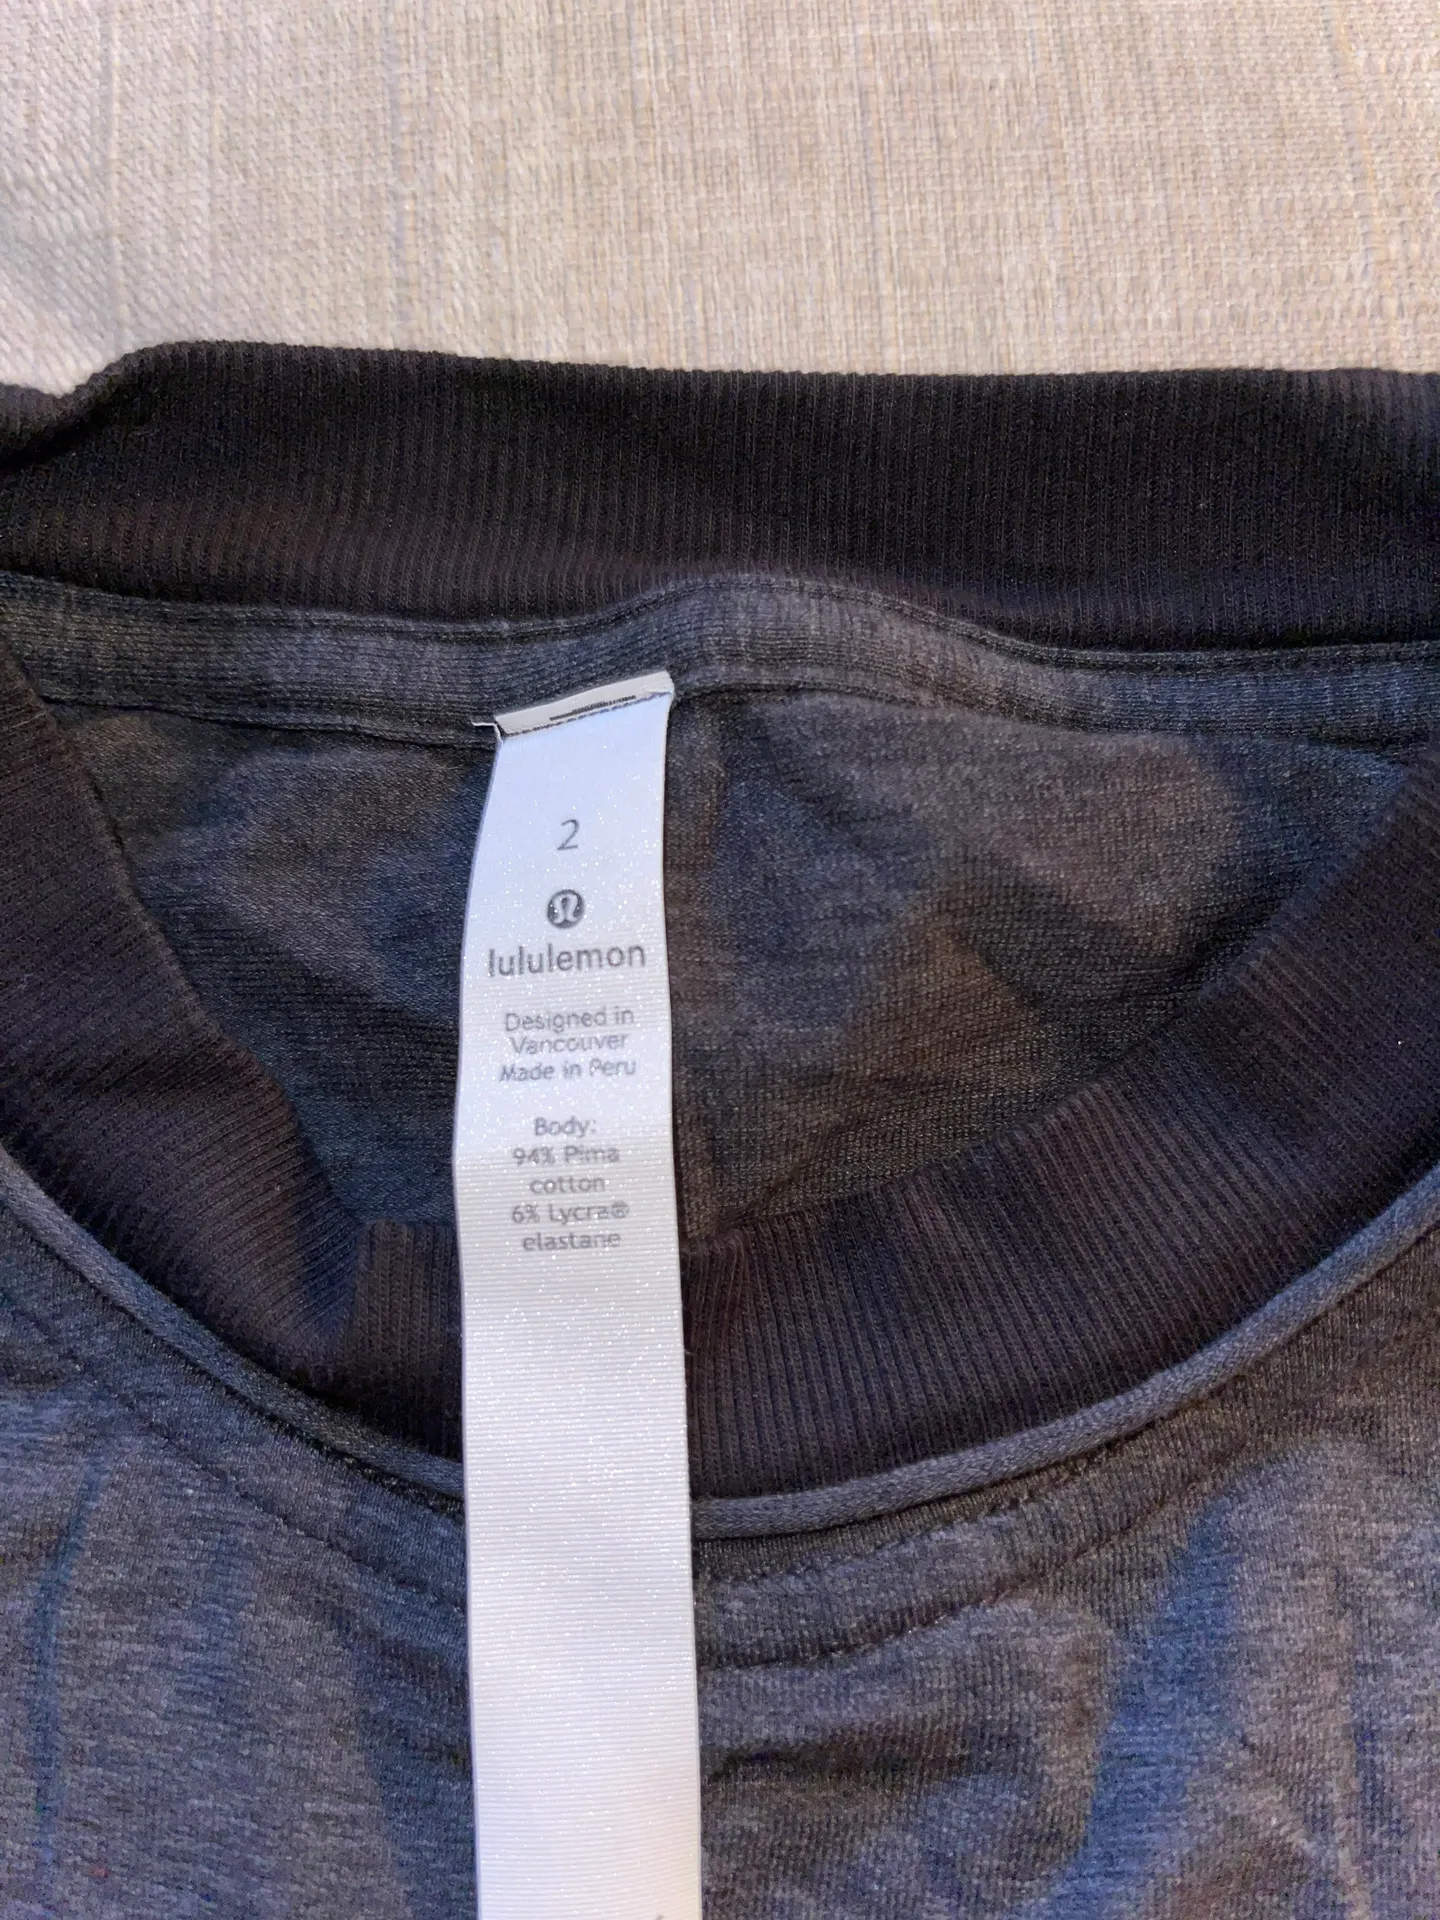 2
lululemon
Designed in
Vancouver
Made in Peru
Body:
94% Pima
cotton
6% Lycra®
elastane